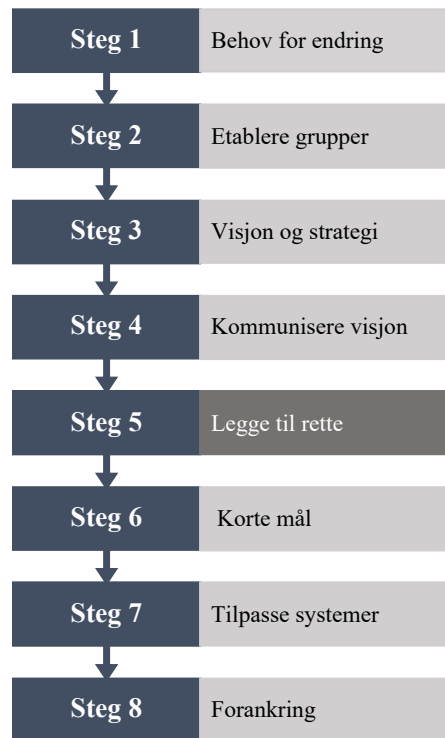 Steg 1 Behov for endring
Steg 2 Etablere grupper
Steg 3 Visjon og strategi
Steg 4 Kommunisere visjon
Steg 5 Legge til rette
Steg 6 Korte mål
Steg 7 Tilpasse systemer
Steg 8 Forankring